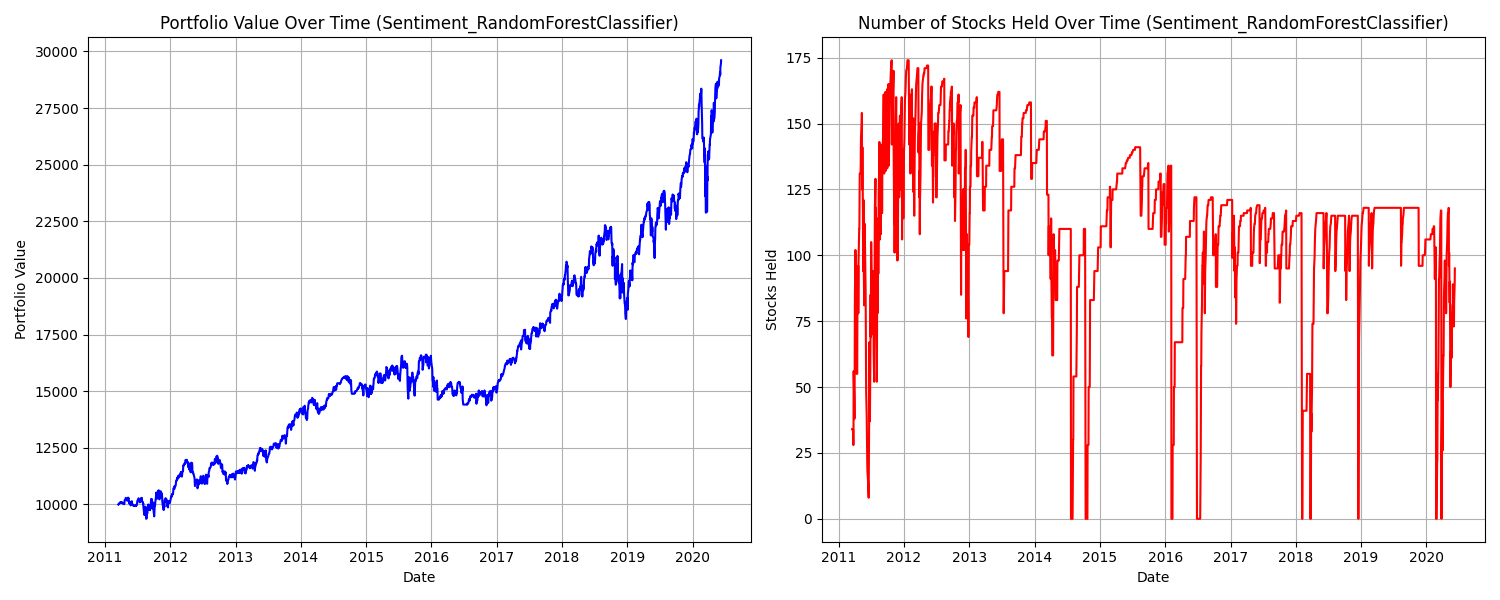 Portfolio Value Over Time (Sentiment_RandomForestClassifier)
Portfolio Value
30000
27500
25000
22500
20000
17500
15000
12500
10000
2011 2012 2013 2014 2015 2016 2017 2018 2019 2020
Date
Number of Stocks Held Over Time (Sentiment_RandomForestClassifier)
Stocks Held
175
150
125
100
75
50
25
0
2011 2012 2013 2014 2015 2016 2017 2018 2019 2020
Date